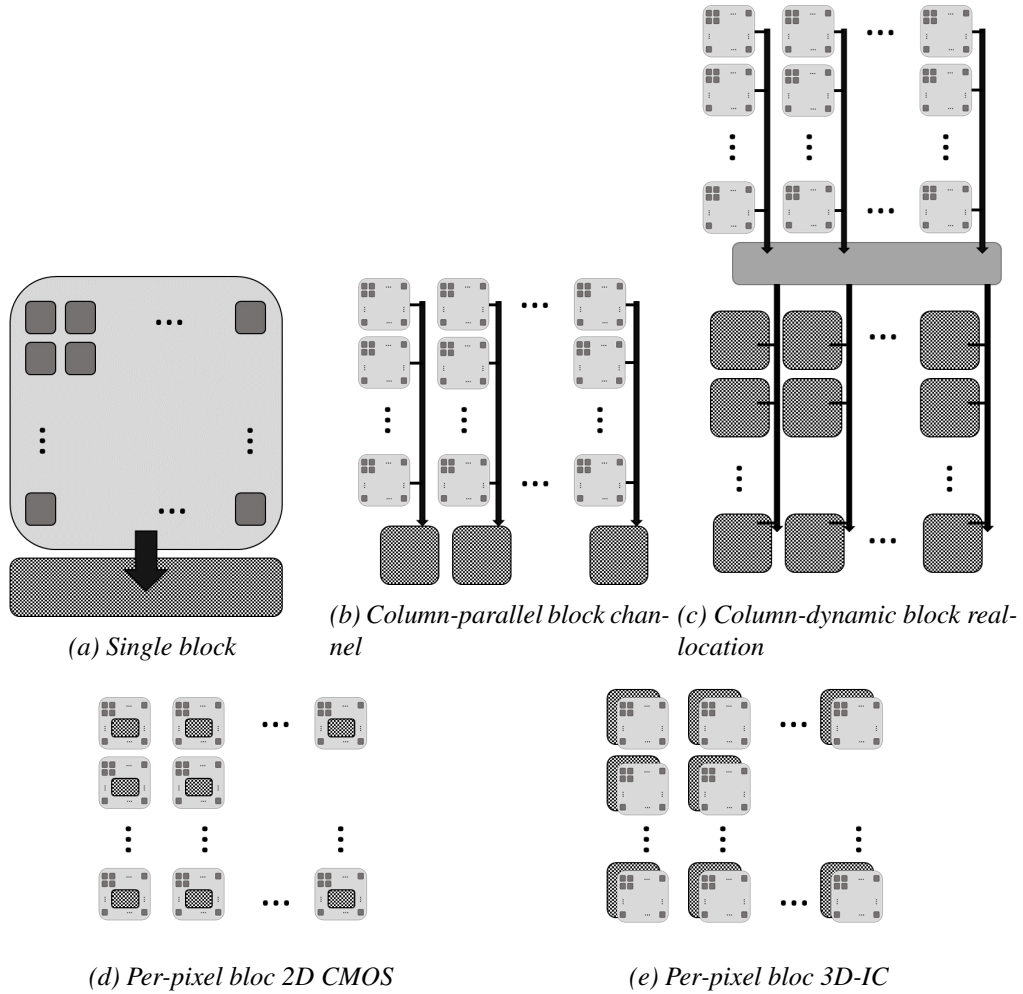 (a) Single block
(b) Column-parallel block chan-
nel
(c) Column-dynamic block real-
location
(d) Per-pixel bloc 2D CMOS
(e) Per-pixel bloc 3D-IC